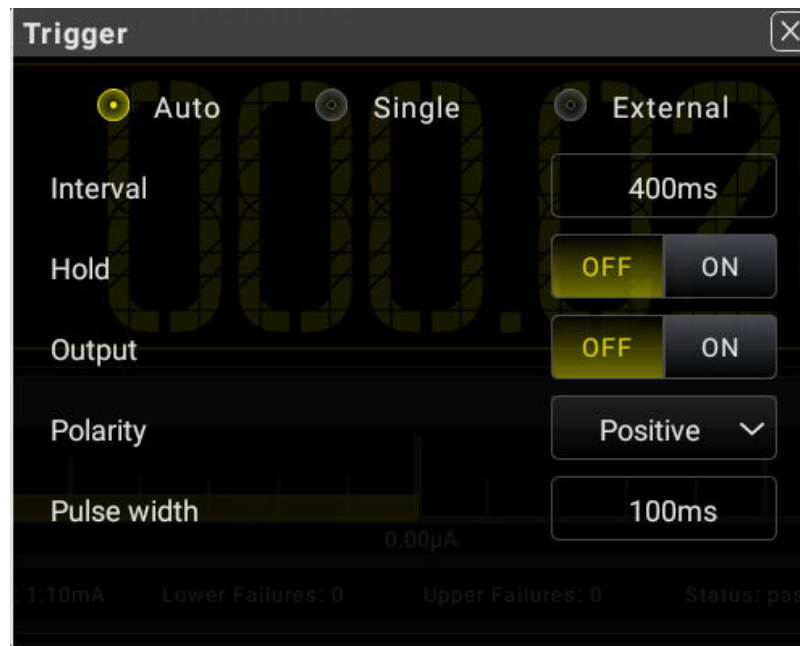 Trigger
Auto Single External
Interval 400ms
Hold OFF ON
Output OFF ON
Polarity Positive
Pulse width 100ms
0.00µA
: 1.10mA Lower Failures: 0 Upper Failures: 0 Status: pas